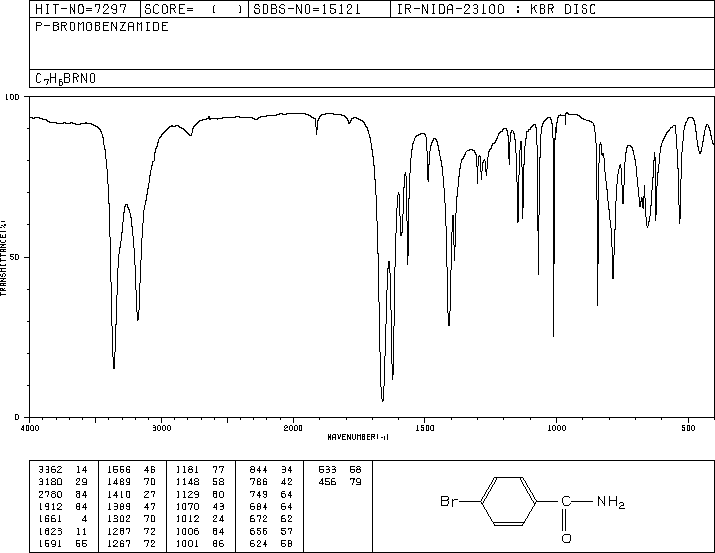 HIT-NO=7297 SCORE= ( ) SDBS-NO=15121 IR-NIDA-23100 : KBR DISC
P-BROMOBENZAMIDE
C7H6BRNO
100
50
0
TRANSMITTANCE(%)
4000 3000 2000 1500 1000 500
WAVENUMBER(-1)
3362 14 1566 46 1181 77 844 34 533 58
3180 29 1489 70 1148 58 786 42 456 79
2780 84 1410 27 1129 60 749 64
1912 84 1389 47 1070 43 684 64
1661 4 1302 70 1012 24 672 62
1623 11 1287 72 1006 84 656 57
1591 55 1267 72 1001 86 624 58
Br C NH2
O